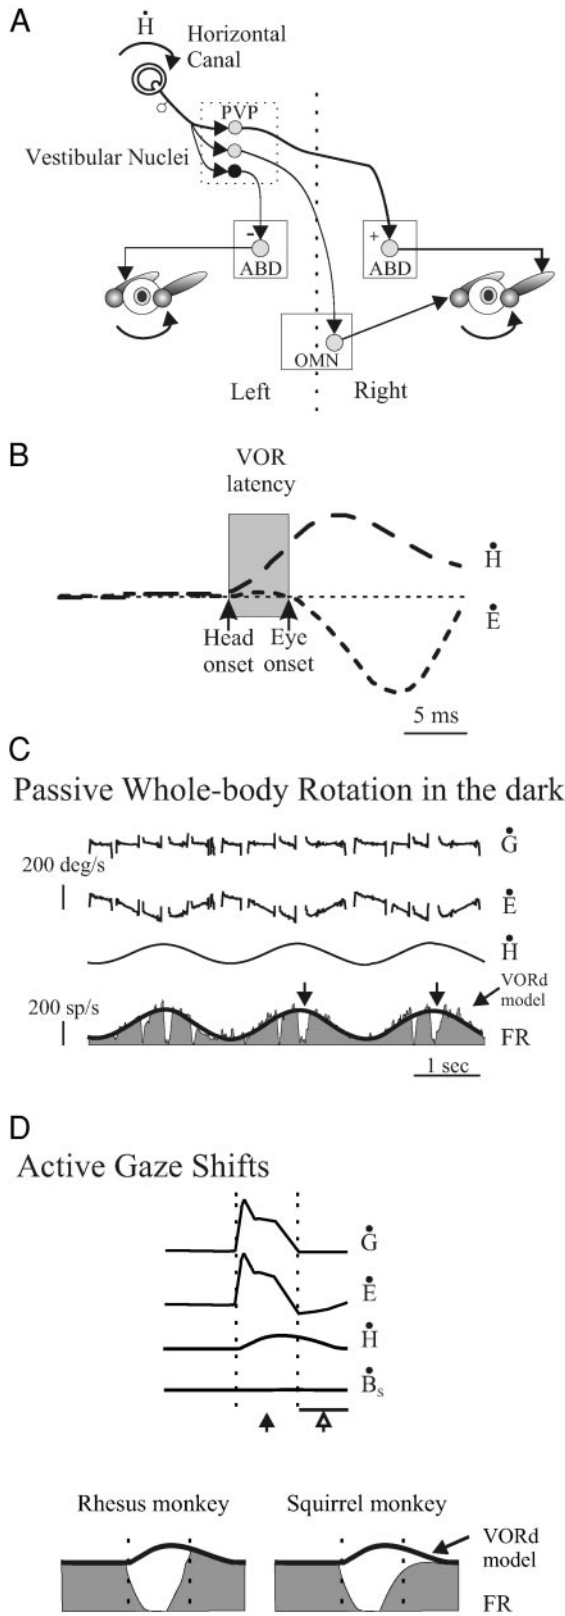 A
Ḣ
Horizontal
Canal
PVP
Vestibular Nuclei
-
ABD
+
ABD
OMN
Left
Right
B
VOR
latency
Ḣ
Ė
Head
onset
Eye
onset
5 ms
C
Passive Whole-body Rotation in the dark
Ġ
200 deg/s
Ė
Ḣ
VORd
model
200 sp/s
FR
1 sec
D
Active Gaze Shifts
Ġ
Ė
Ḣ
Ḃs
Rhesus monkey
Squirrel monkey
VORd
model
FR